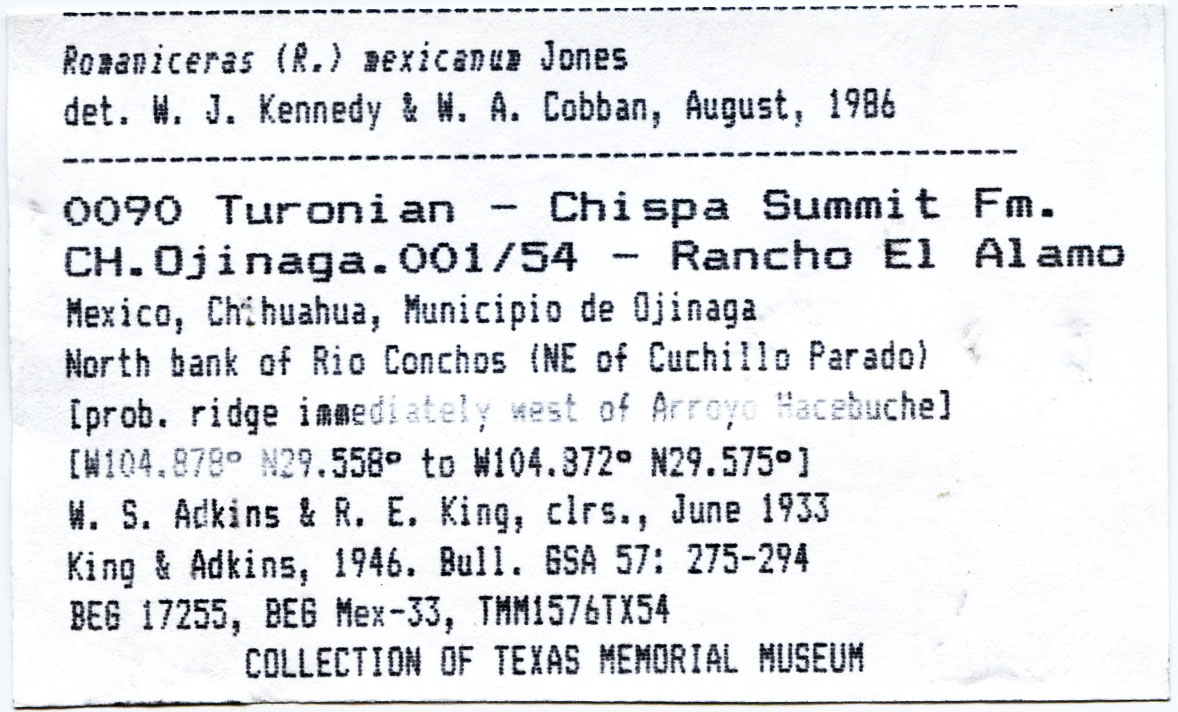 Romaniceras (R.) mexicanum Jones
det. W. J. Kennedy & W. A. Cobban, August, 1986
0090 Turonian - Chispa Summit Fm.
CH.Ojinaga.001/54 - Rancho El Alamo
Mexico, Chihuahua, Municipio de Ojinaga
North bank of Rio Conchos (NE of Cuchillo Parado)
[prob. ridge immediately west of Arroyo Hacebuche]
[W104.878° N29.558° to W104.872° N29.575°]
W. S. Adkins & R. E. King, clrs., June 1933
King & Adkins, 1946. Bull. GSA 57: 275-294
BEG 17255, BEG Mex-33, TMM1576TX54
COLLECTION OF TEXAS MEMORIAL MUSEUM